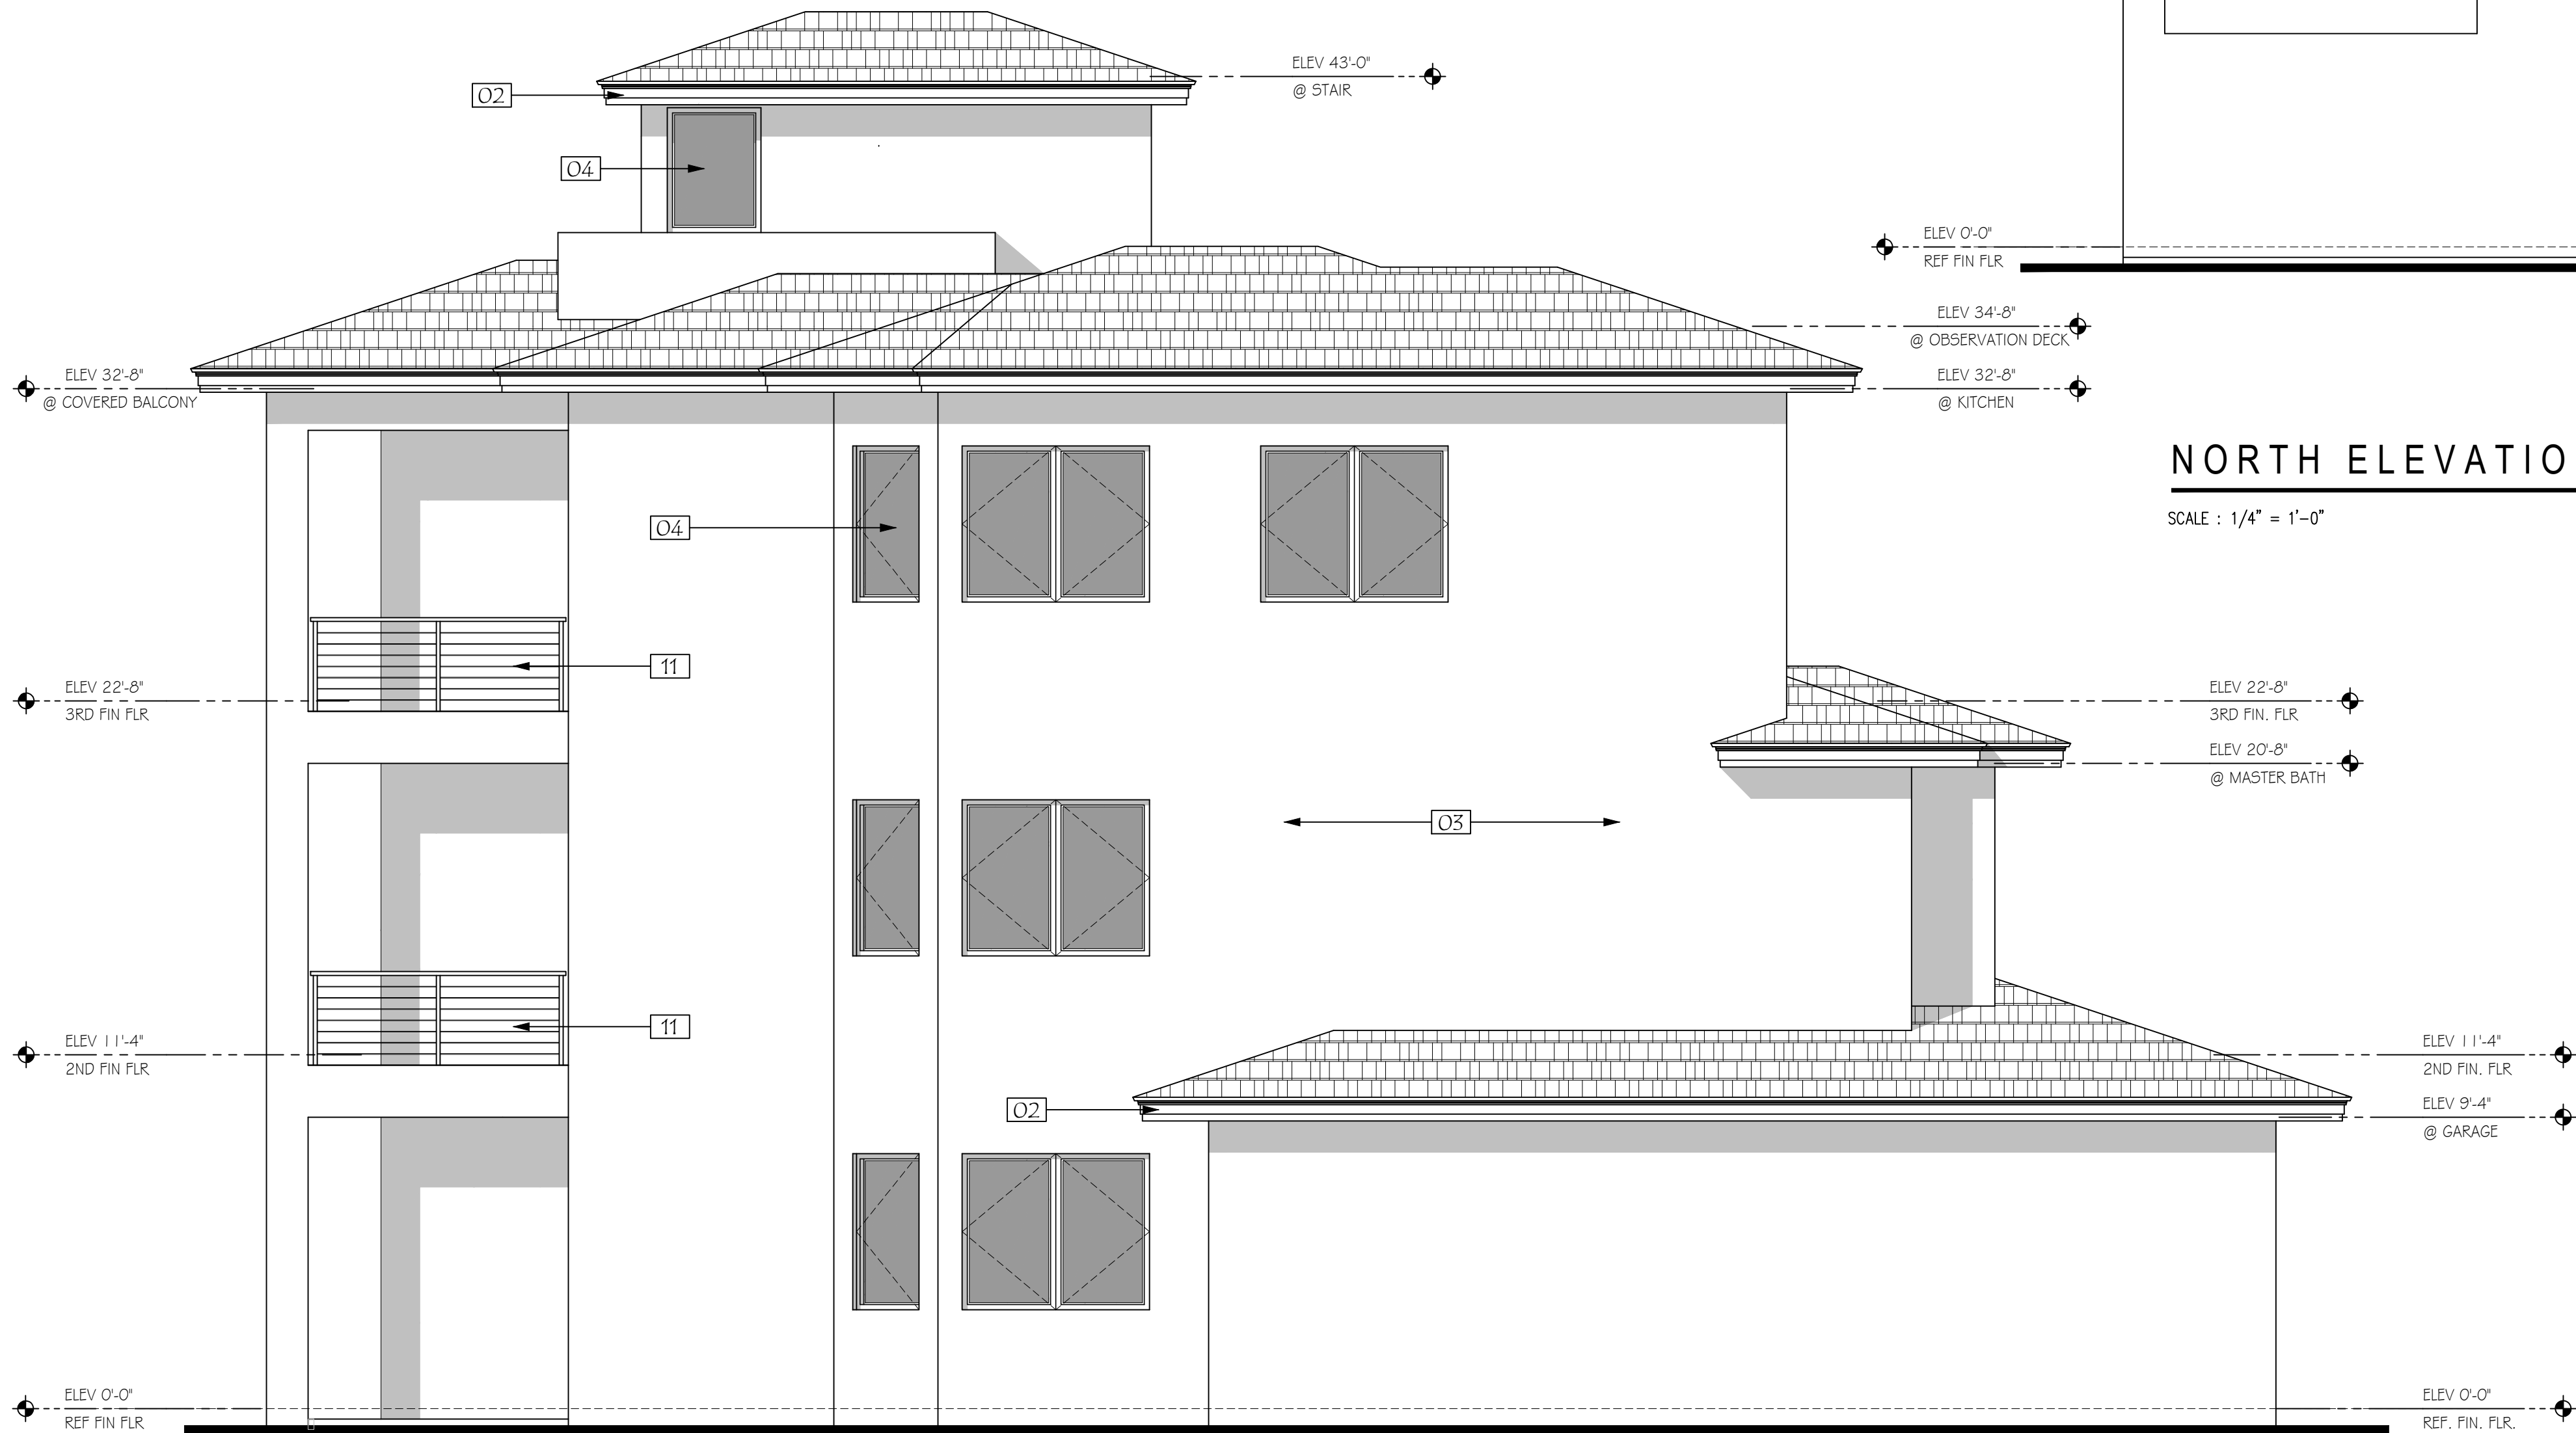 ELEV 43'-0"
@ STAIR
02
04
ELEV 0'-0"
REF FIN FLR
ELEV 34'-8"
@ OBSERVATION DECK
ELEV 32'-8"
@ COVERED BALCONY
ELEV 32'-8"
@ KITCHEN
NORTH ELEVATIO
SCALE : 1/4" = 1'-0"
04
11
ELEV 22'-8"
3RD FIN FLR
ELEV 22'-8"
3RD FIN. FLR
ELEV 20'-8"
@ MASTER BATH
03
11
ELEV 11'-4"
2ND FIN FLR
ELEV 11'-4"
2ND FIN. FLR
02
ELEV 9'-4"
@ GARAGE
ELEV 0'-0"
REF FIN FLR
ELEV 0'-0"
REF. FIN. FLR.